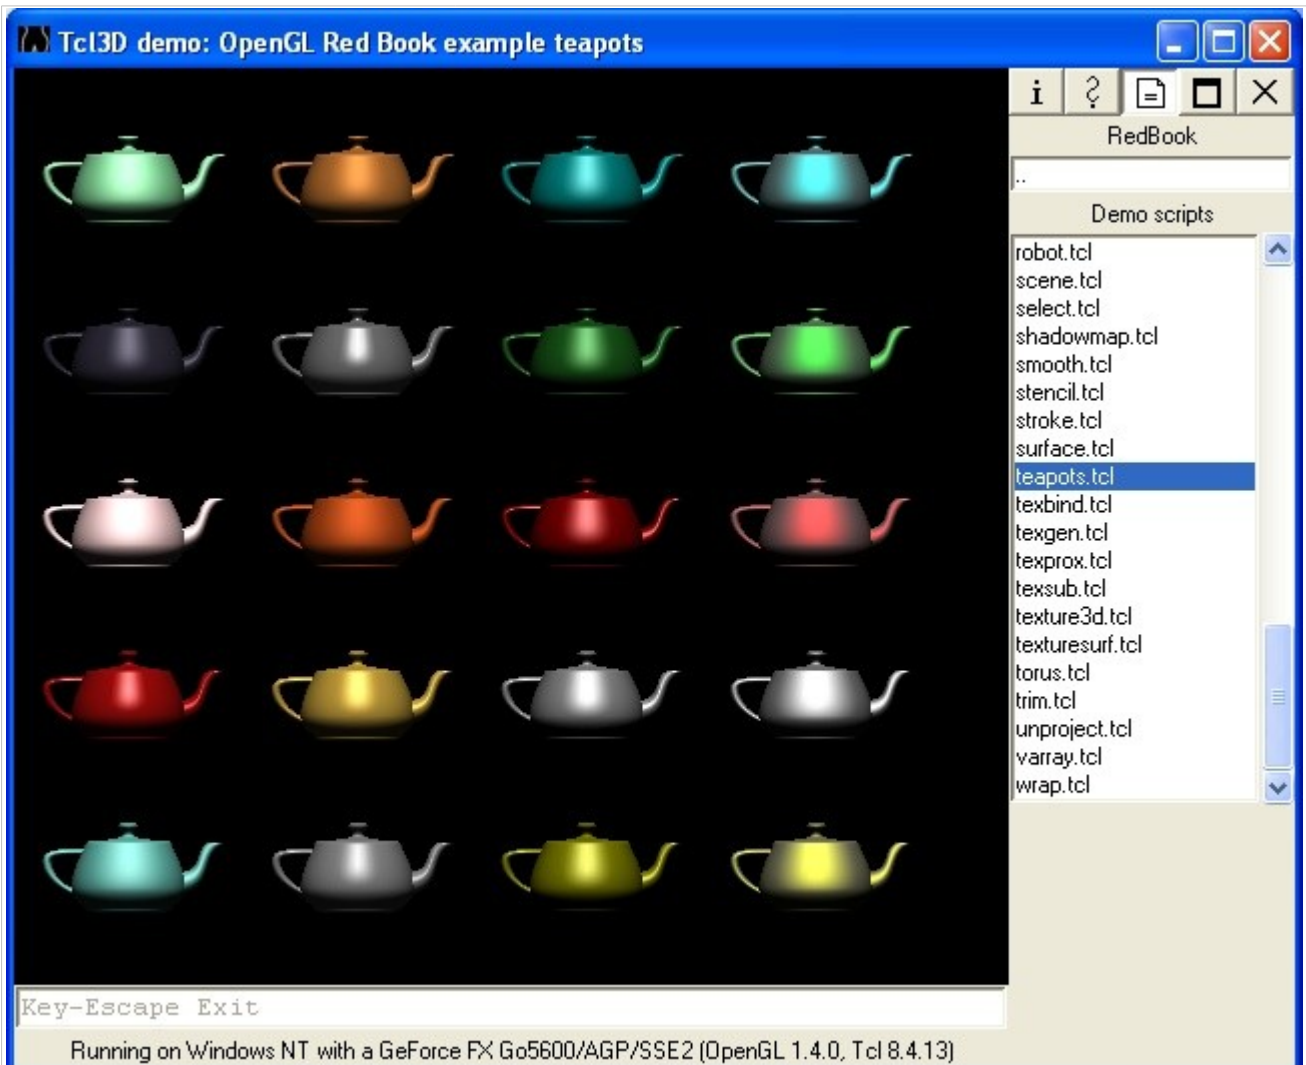 Tcl3D demo: OpenGL Red Book example teapots
i ?
RedBook
..
Demo scripts
robot.tcl
scene.tcl
select.tcl
shadowmap.tcl
smooth.tcl
stencil.tcl
stroke.tcl
surface.tcl
teapots.tcl
texbind.tcl
texgen.tcl
texprox.tcl
texsub.tcl
texture3d.tcl
texturesurf.tcl
torus.tcl
trim.tcl
unproject.tcl
varray.tcl
wrap.tcl
Key-Escape Exit
Running on Windows NT with a GeForce FX Go5600/AGP/SSE2 (OpenGL 1.4.0, Tcl 8.4.13)